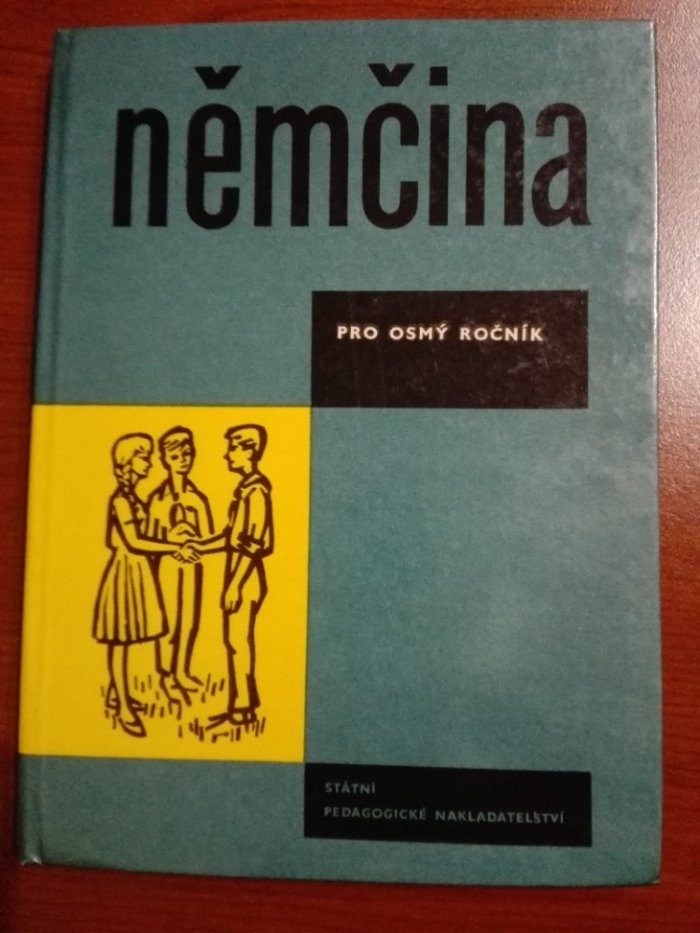 němčina
PRO OSMÝ ROČNÍK
STÁTNÍ
PEDAGOGICKÉ NAKLADATELSTVÍ